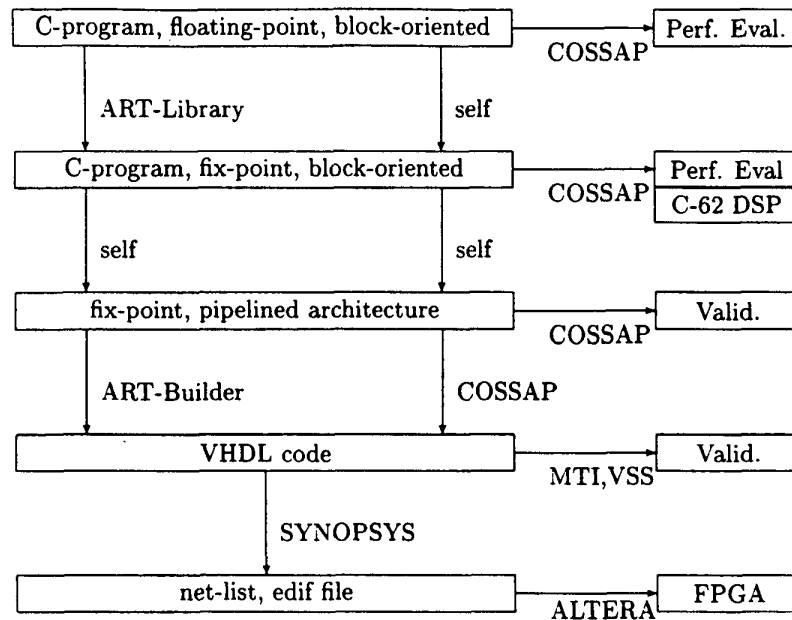 C-program, floating-point, block-oriented
Perf. Eval.
COSSAP
ART-Library
self
C-program, fix-point, block-oriented
Perf. Eval
COSSAP
C-62 DSP
self
self
fix-point, pipelined architecture
Valid.
COSSAP
ART-Builder
COSSAP
VHDL code
Valid.
MTI,VSS
SYNOPSYS
net-list, edif file
FPGA
ALTERA